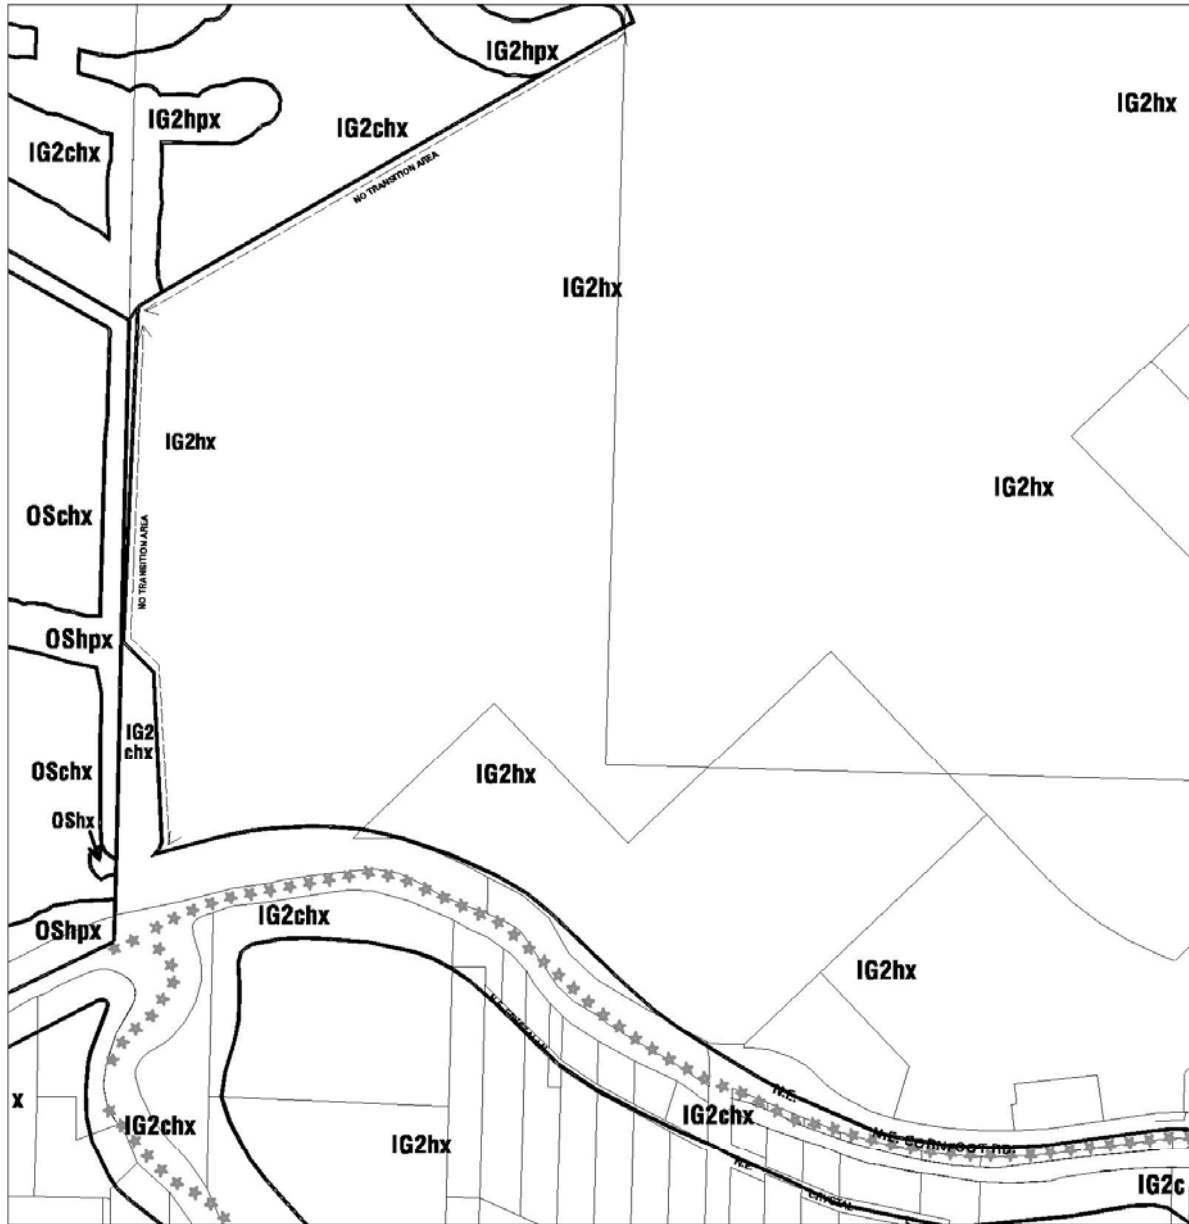 IG2hpx
IG2hx
IG2hpx
IG2chx
IG2chx
NO TRANSITION AREA
IG2hx
IG2hx
IG2hx
OSchx
NO TRANSITION AREA
OShpx
IG2
chx
OSchx
IG2hx
OShx
IG2chx
OShpx
IG2hx
N.E.
x
IG2chx
IG2chx
IG2hx
N.E. CORNFOOT RD.
N.E.
CRYSTAL
IG2c